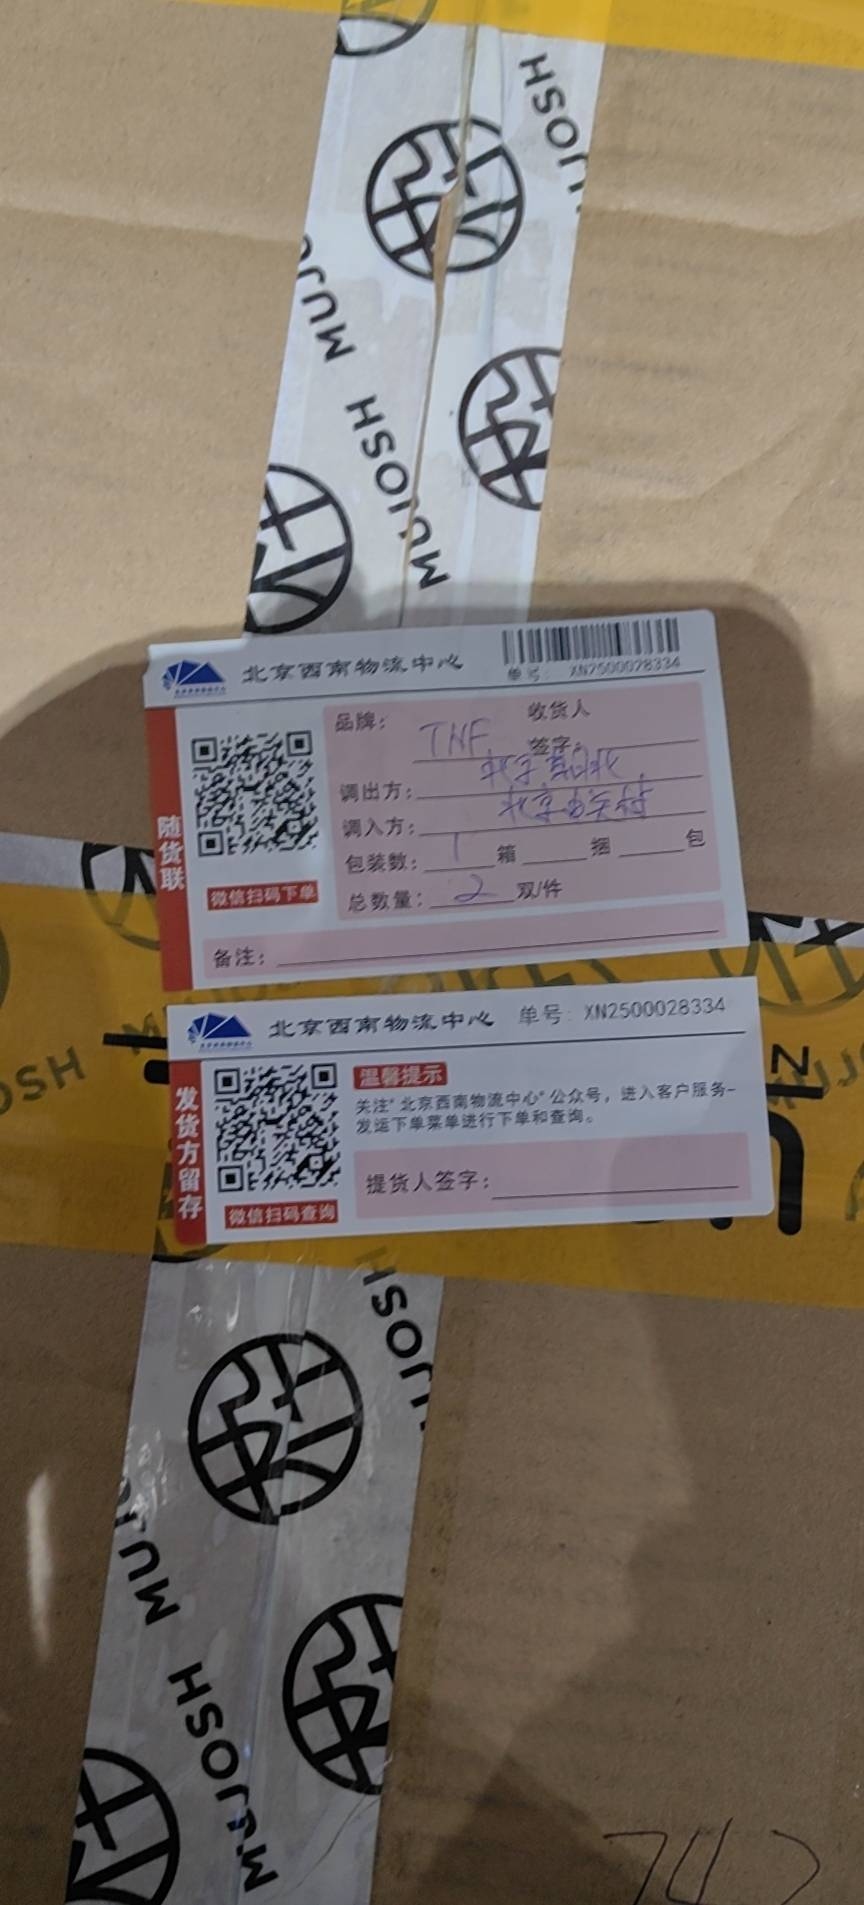 MUJOSH
MUJOSH
北京西南物流中心
单号: XN2500028334
随货联
微信扫码下单
品牌: TNF
收货人
签字:
调出方:
调入方: 北京中关村
包装数: 1 箱 捆 包
总数量: 2 双/件
备注:
北京西南物流中心 单号: XN2500028334
发货方留存
微信扫码查询
温馨提示
关注"北京西南物流中心"公众号，进入客户服务-
发运下单菜单进行下单和查询。
提货人签字:
MUJOSH
MUJOSH